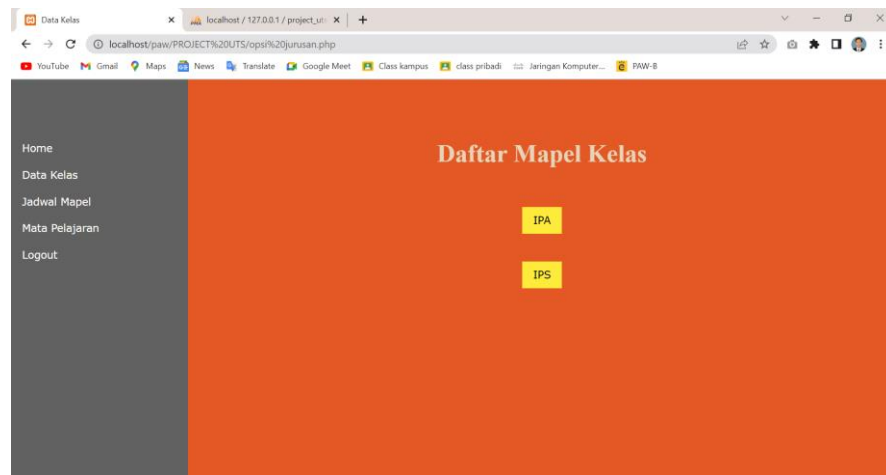 Data Kelas
localhost / 127.0.0.1 / project_ut
localhost/paw/PROJECT%20UTS/opsi%20jurusan.php
YouTube Gmail Maps News Translate Google Meet Class kampus class pribadi Jaringan Komputer... PAW-B
Home
Data Kelas
Jadwal Mapel
Mata Pelajaran
Logout
Daftar Mapel Kelas
IPA
IPS